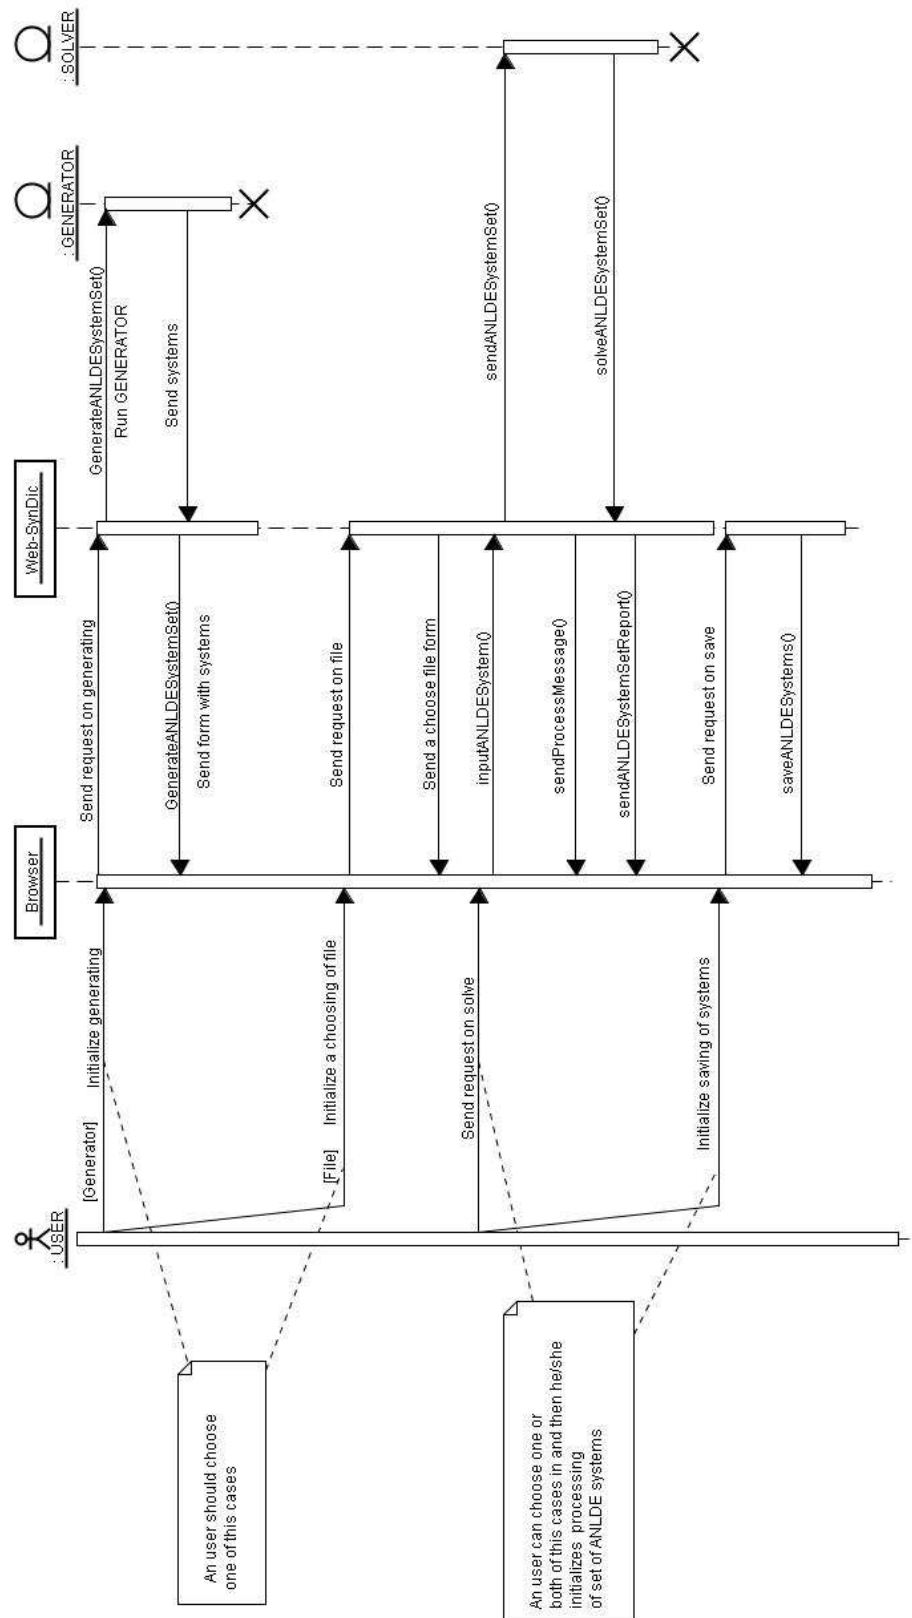 : USER
Browser
Web-SynDic
: GENERATOR
: SOLVER
[Generator]
Initialize generating
Send request on generating
GenerateANLDESystemSet()
Run GENERATOR
Send systems
GenerateANLDESystemSet()
Send form with systems
An user should choose
one of this cases
[File]
Initialize a choosing of file
Send request on file
Send a choose file form
Send request on solve
inputANLDESystem()
sendANLDESystemSet()
sendProcessMessage()
solveANLDESystemSet()
sendANLDESystemSetReport()
An user can choose one or
both of this cases in and then he/she
initializes processing
of set of ANLDE systems
Initialize saving of systems
Send request on save
saveANLDESystems()